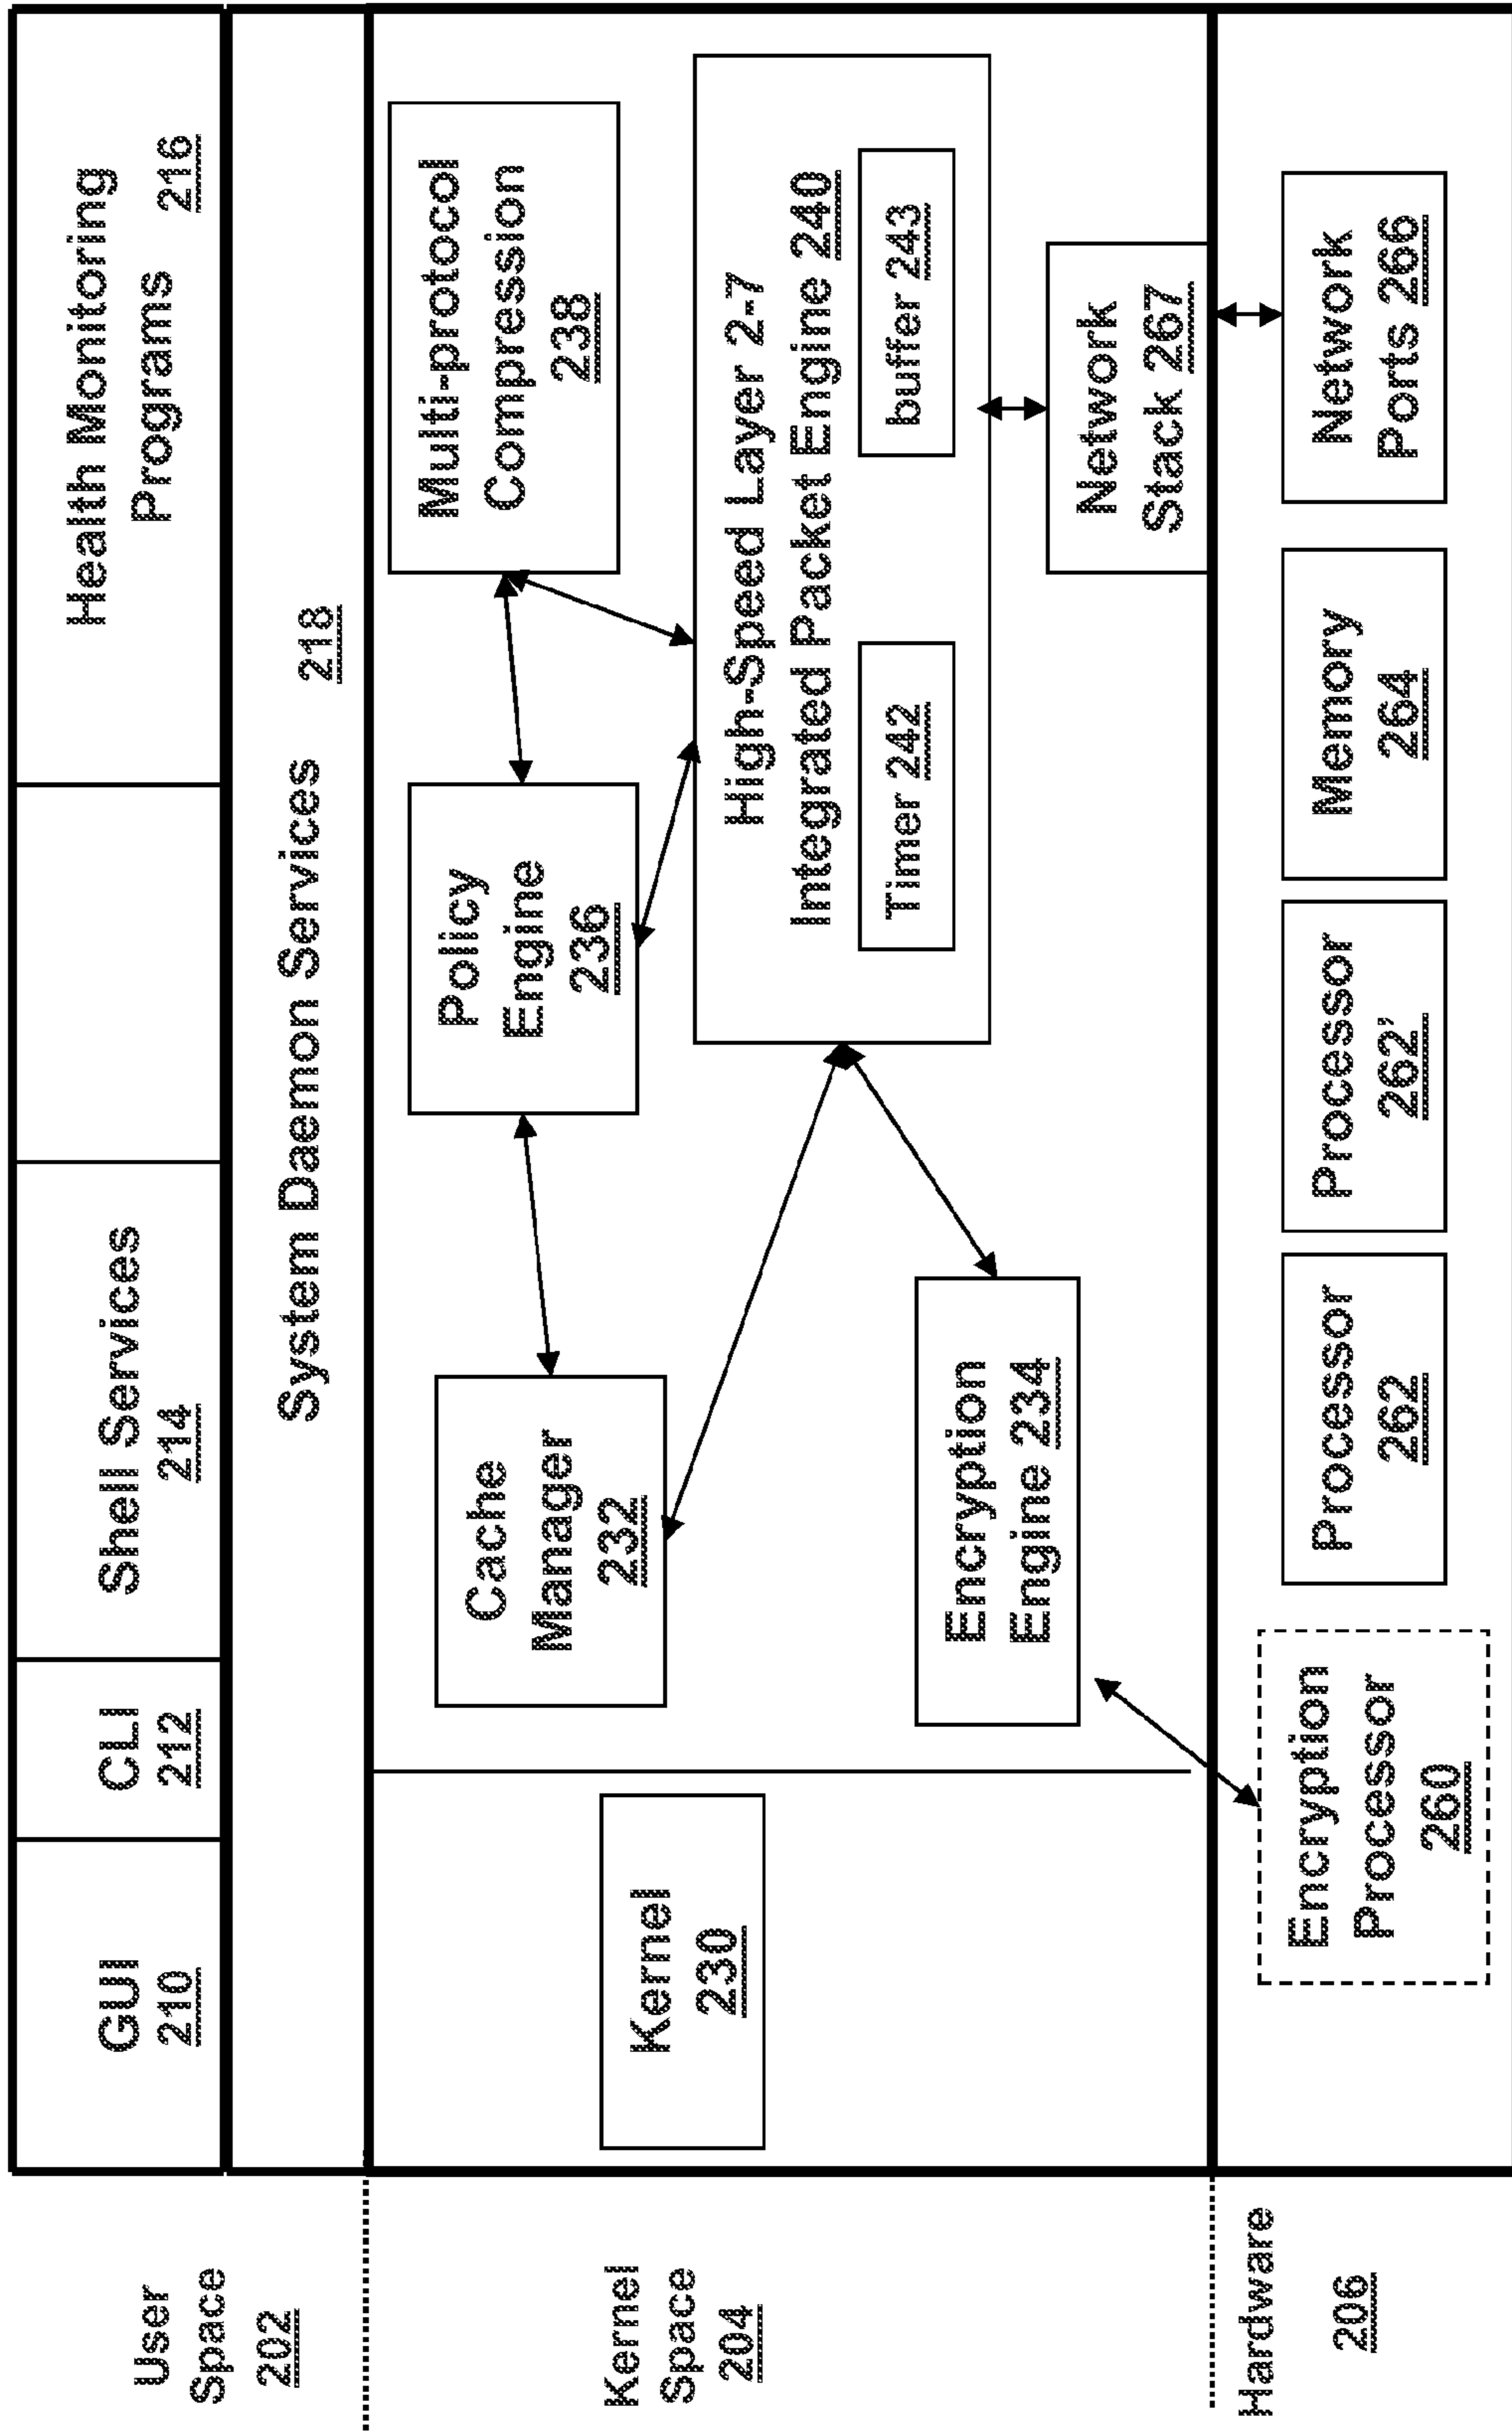 User
Space
202
GUI
210
CLI
212
Shell Services
214
Health Monitoring
Programs 216
System Daemon Services 218
Kernel
Space
204
Kernel
230
Cache
Manager
232
Policy
Engine
236
Multi-protocol
Compression
238
High-Speed Layer 2-7
Integrated Packet Engine 240
Timer 242
buffer 243
Encryption
Engine 234
Network
Stack 267
Hardware
206
Encryption
Processor
260
Processor
262
Processor
262'
Memory
264
Network
Ports 266